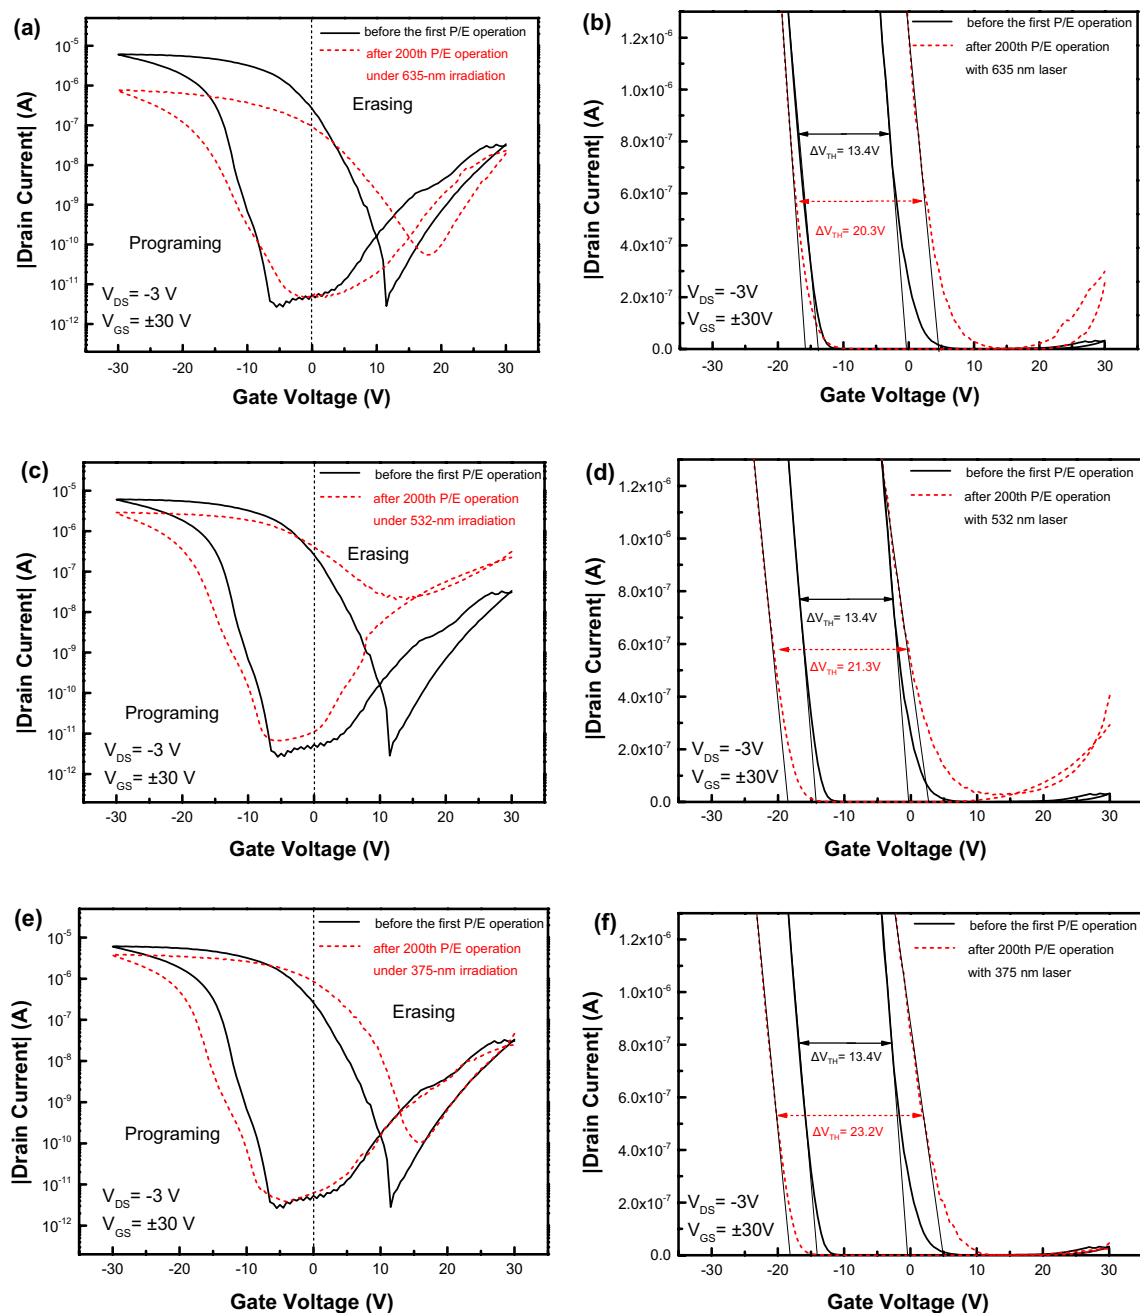 (a)
before the first P/E operation
after 200th P/E operation
under 635-nm irradiation
Erasing
Programing
V_DS= -3 V
V_GS= ±30 V
10^-5
10^-6
10^-7
10^-8
10^-9
10^-10
10^-11
10^-12
|Drain Current| (A)
-30 -20 -10 0 10 20 30
Gate Voltage (V)
(b)
before the first P/E operation
after 200th P/E operation
with 635 nm laser
ΔV_TH= 13.4V
ΔV_TH= 20.3V
V_DS= -3V
V_GS= ±30V
1.2x10^-6
1.0x10^-6
8.0x10^-7
6.0x10^-7
4.0x10^-7
2.0x10^-7
0.0
|Drain Current| (A)
-30 -20 -10 0 10 20 30
Gate Voltage (V)
(c)
before the first P/E operation
after 200th P/E operation
under 532-nm irradiation
Erasing
Programing
V_DS= -3 V
V_GS= ±30 V
10^-5
10^-6
10^-7
10^-8
10^-9
10^-10
10^-11
10^-12
|Drain Current| (A)
-30 -20 -10 0 10 20 30
Gate Voltage (V)
(d)
before the first P/E operation
after 200th P/E operation
with 532 nm laser
ΔV_TH= 13.4V
ΔV_TH= 21.3V
V_DS= -3V
V_GS= ±30V
1.2x10^-6
1.0x10^-6
8.0x10^-7
6.0x10^-7
4.0x10^-7
2.0x10^-7
0.0
|Drain Current| (A)
-30 -20 -10 0 10 20 30
Gate Voltage (V)
(e)
before the first P/E operation
after 200th P/E operation
under 375-nm irradiation
Erasing
Programing
V_DS= -3 V
V_GS= ±30 V
10^-5
10^-6
10^-7
10^-8
10^-9
10^-10
10^-11
10^-12
|Drain Current| (A)
-30 -20 -10 0 10 20 30
Gate Voltage (V)
(f)
before the first P/E operation
after 200th P/E operation
with 375 nm laser
ΔV_TH= 13.4V
ΔV_TH= 23.2V
V_DS= -3V
V_GS= ±30V
1.2x10^-6
1.0x10^-6
8.0x10^-7
6.0x10^-7
4.0x10^-7
2.0x10^-7
0.0
|Drain Current| (A)
-30 -20 -10 0 10 20 30
Gate Voltage (V)